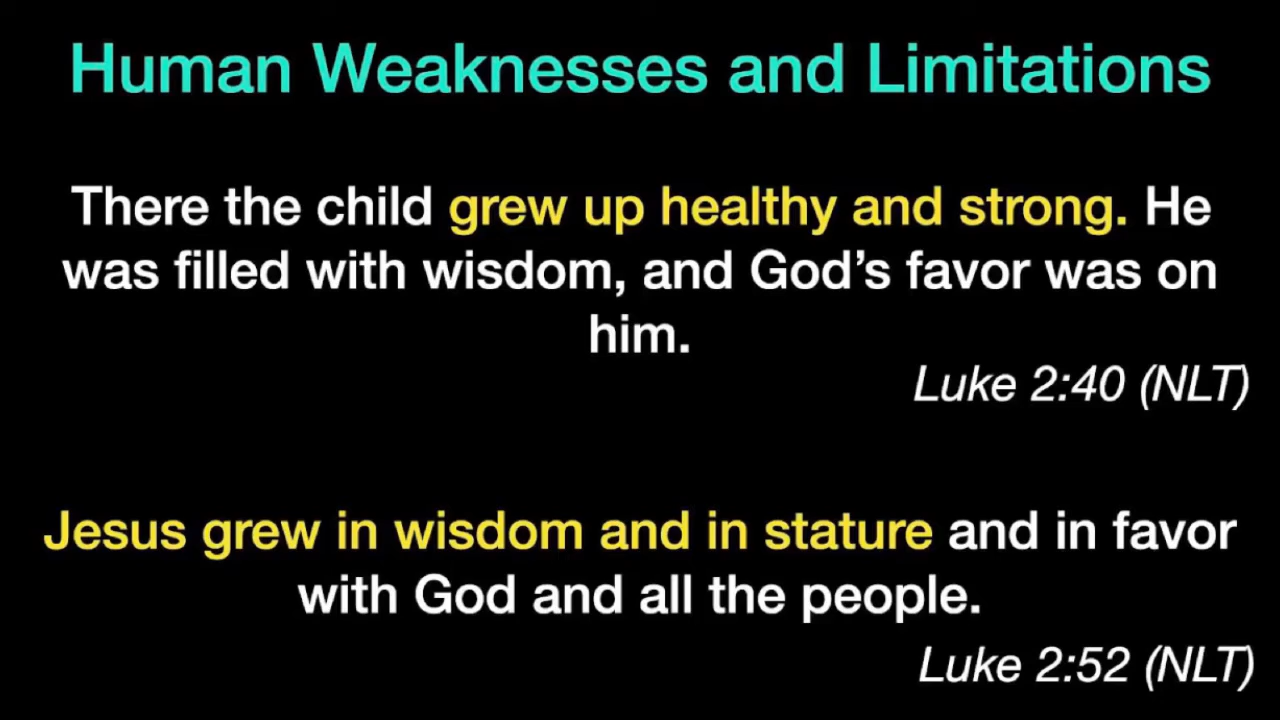 Human Weaknesses and Limitations
There the child grew up healthy and strong. He
was filled with wisdom, and God’s favor was on
him.
Luke 2:40 (NLT)
Jesus grew in wisdom and in stature and in favor
with God and all the people.
Luke 2:52 (NLT)